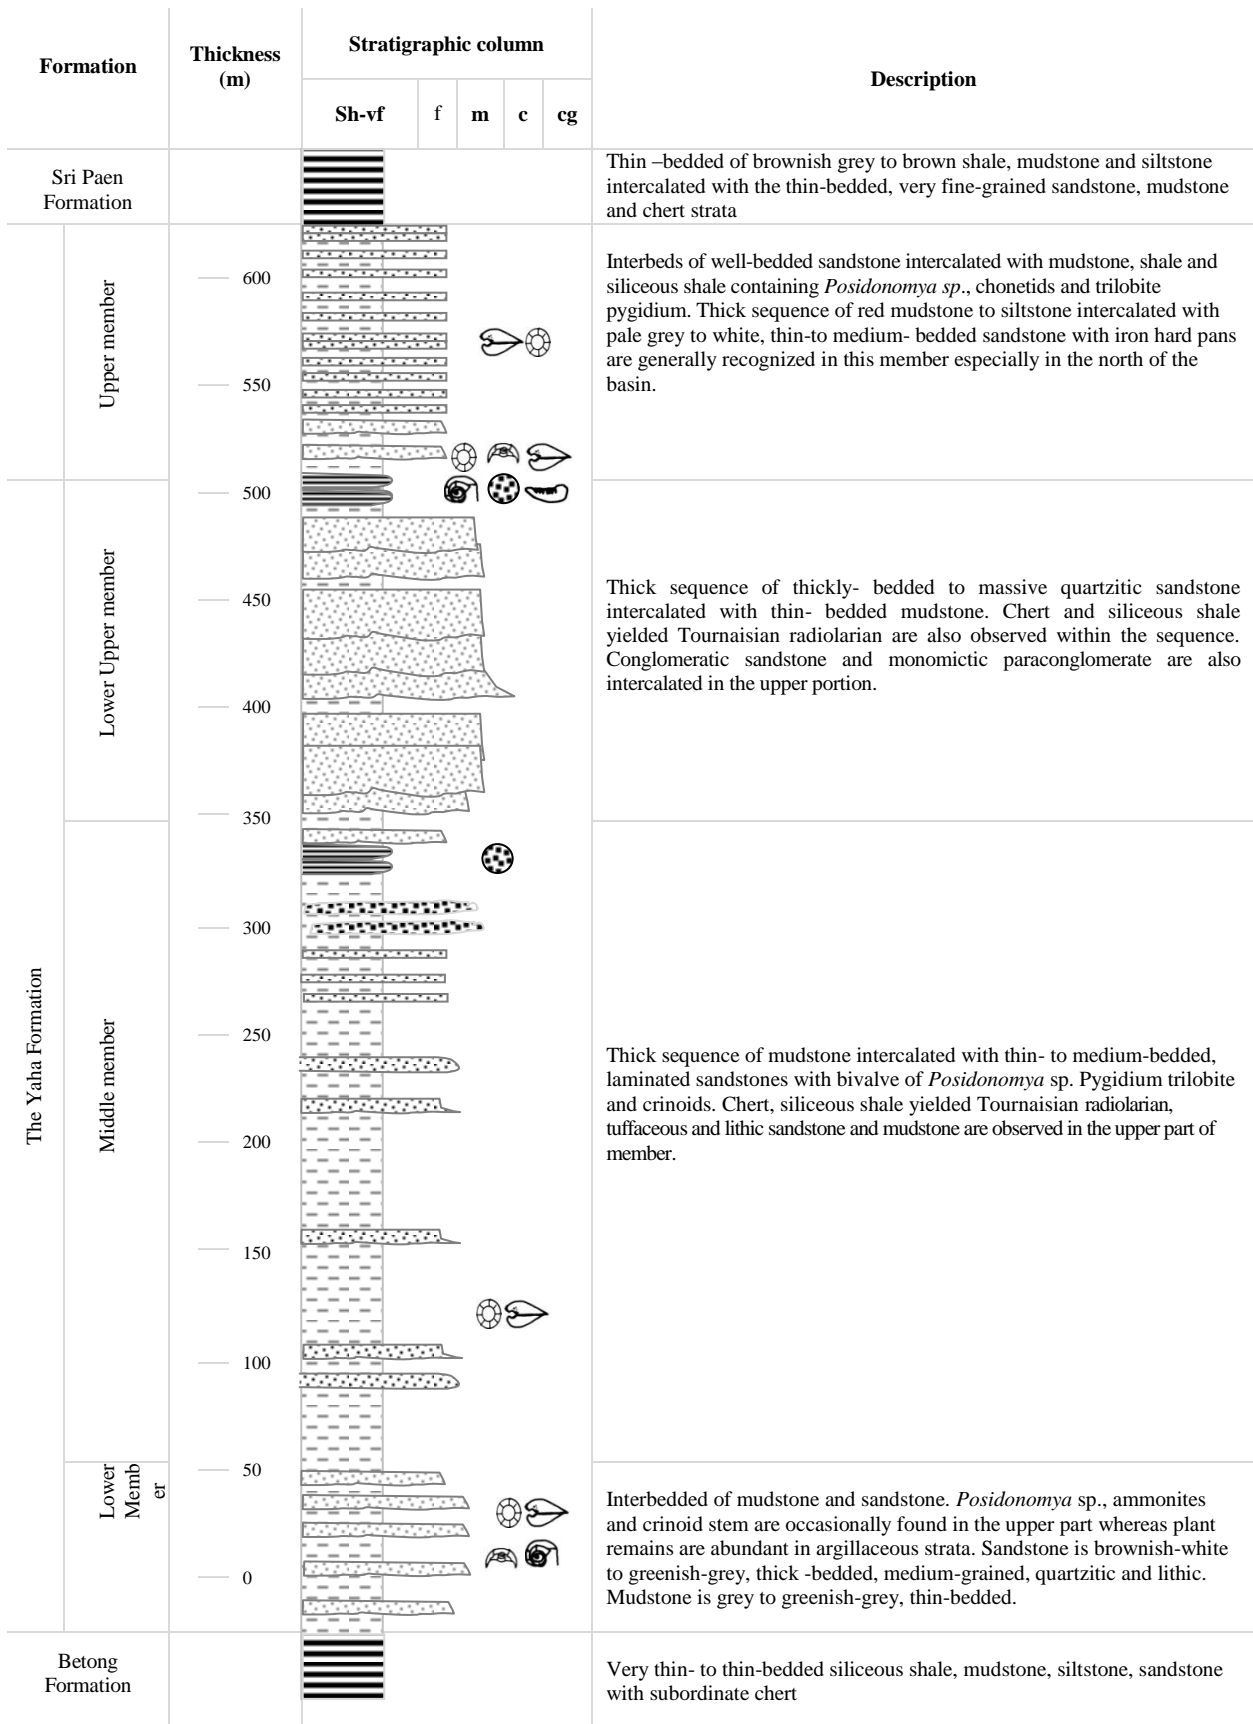 Formation
Thickness
(m)
Stratigraphic column
Description
Sh-vf f m c cg
Sri Paen
Formation
Thin –bedded of brownish grey to brown shale, mudstone and siltstone
intercalated with the thin-bedded, very fine-grained sandstone, mudstone
and chert strata
The Yaha Formation
Upper member
600
550
Interbeds of well-bedded sandstone intercalated with mudstone, shale and
siliceous shale containing Posidonomya sp., chonetids and trilobite
pygidium. Thick sequence of red mudstone to siltstone intercalated with
pale grey to white, thin-to medium- bedded sandstone with iron hard pans
are generally recognized in this member especially in the north of the
basin.
Lower Upper member
500
450
400
350
Thick sequence of thickly- bedded to massive quartzitic sandstone
intercalated with thin- bedded mudstone. Chert and siliceous shale
yielded Tournaisian radiolarian are also observed within the sequence.
Conglomeratic sandstone and monomictic paraconglomerate are also
intercalated in the upper portion.
Middle member
300
250
200
150
100
Thick sequence of mudstone intercalated with thin- to medium-bedded,
laminated sandstones with bivalve of Posidonomya sp. Pygidium trilobite
and crinoids. Chert, siliceous shale yielded Tournaisian radiolarian,
tuffaceous and lithic sandstone and mudstone are observed in the upper part of
member.
Lower
Memb
er
50
0
Interbedded of mudstone and sandstone. Posidonomya sp., ammonites
and crinoid stem are occasionally found in the upper part whereas plant
remains are abundant in argillaceous strata. Sandstone is brownish-white
to greenish-grey, thick -bedded, medium-grained, quartzitic and lithic.
Mudstone is grey to greenish-grey, thin-bedded.
Betong
Formation
Very thin- to thin-bedded siliceous shale, mudstone, siltstone, sandstone
with subordinate chert